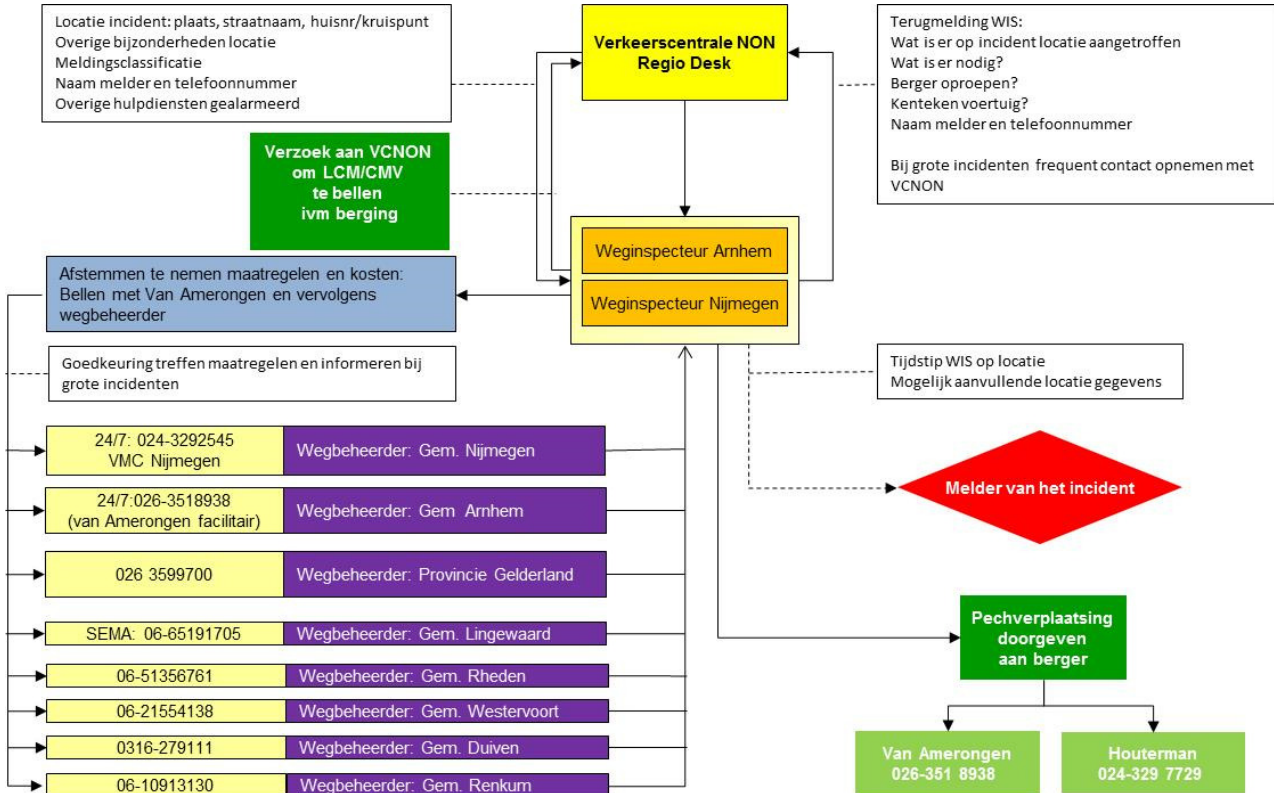 Locatie incident: plaats, straatnaam, huisnr/kruispunt
Overige bijzonderheden locatie
Meldingsclassificatie
Naam melder en telefoonnummer
Overige hulpdiensten gealarmeerd
Verkeerscentrale NON
Regio Desk
Terugmelding WIS:
Wat is er op incident locatie aangetroffen
Wat is er nodig?
Berger oproepen?
Kenteken voertuig?
Naam melder en telefoonnummer
Bij grote incidenten frequent contact opnemen met
VCNON
Verzoek aan VCNON
om LCM/CMV
te bellen
ivm berging
Weginspecteur Arnhem
Weginspecteur Nijmegen
Afstemmen te nemen maatregelen en kosten:
Bellen met Van Amerongen en vervolgens
wegbeheerder
Goedkeuring treffen maatregelen en informeren bij
grote incidenten
Tijdstip WIS op locatie
Mogelijk aanvullende locatie gegevens
24/7: 024-3292545
VMC Nijmegen
Wegbeheerder: Gem. Nijmegen
24/7:026-3518938
(van Amerongen facilitair)
Wegbeheerder: Gem Arnhem
026 3599700
Wegbeheerder: Provincie Gelderland
SEMA: 06-65191705
Wegbeheerder: Gem. Lingewaard
06-51356761
Wegbeheerder: Gem. Rheden
06-21554138
Wegbeheerder: Gem. Westervoort
0316-279111
Wegbeheerder: Gem. Duiven
06-10913130
Wegbeheerder: Gem. Renkum
Melder van het incident
Pechverplaatsing
doorgeven
aan berger
Van Amerongen
026-351 8938
Houterman
024-329 7729